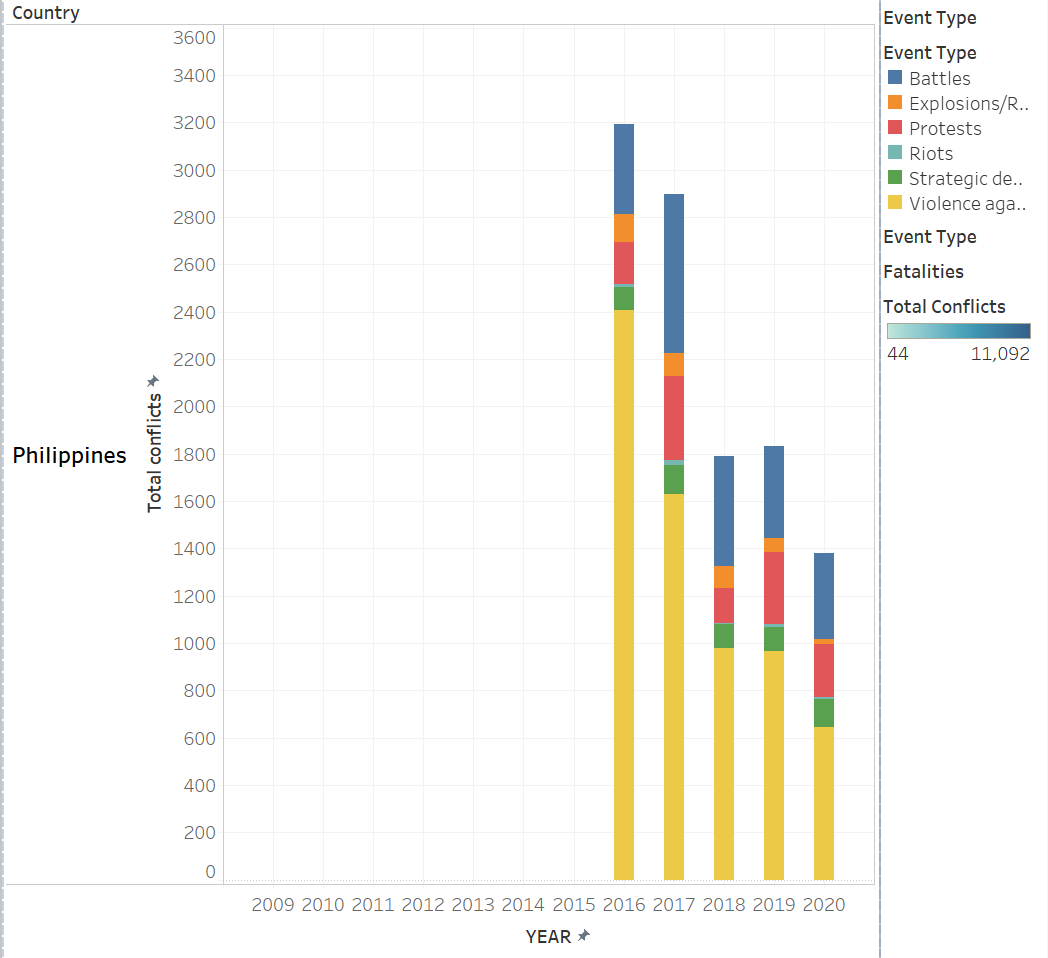 Country
Philippines
Total conflicts
3600
3400
3200
3000
2800
2600
2400
2200
2000
1800
1600
1400
1200
1000
800
600
400
200
0
2009 2010 2011 2012 2013 2014 2015 2016 2017 2018 2019 2020
YEAR
Event Type
Event Type
Battles
Explosions/R..
Protests
Riots
Strategic de..
Violence aga..
Event Type
Fatalities
Total Conflicts
44 11,092